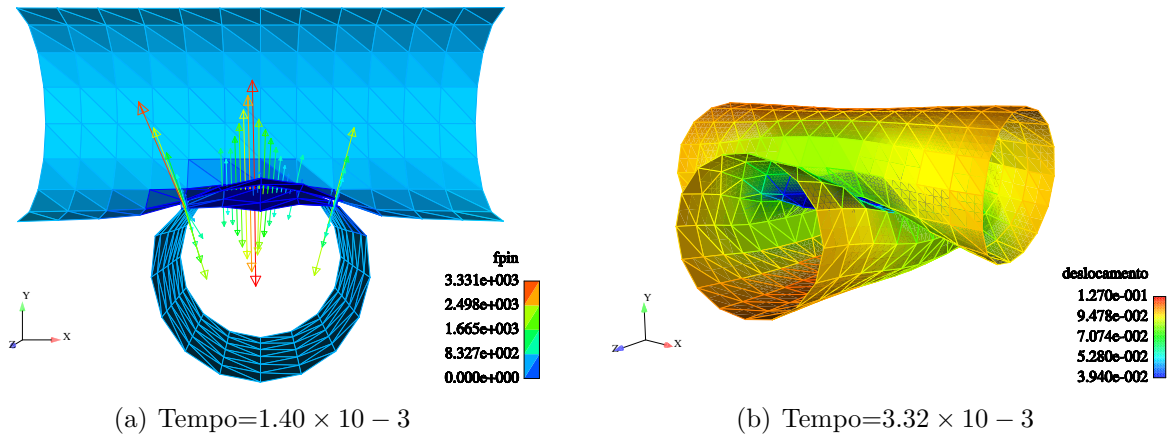 Y
X
Z
fpin
3.331e+003
2.498e+003
1.665e+003
8.327e+002
0.000e+000
(a) Tempo=1.40 × 10 − 3
Y
X
Z
deslocamento
1.270e-001
9.478e-002
7.074e-002
5.280e-002
3.940e-002
(b) Tempo=3.32 × 10 − 3